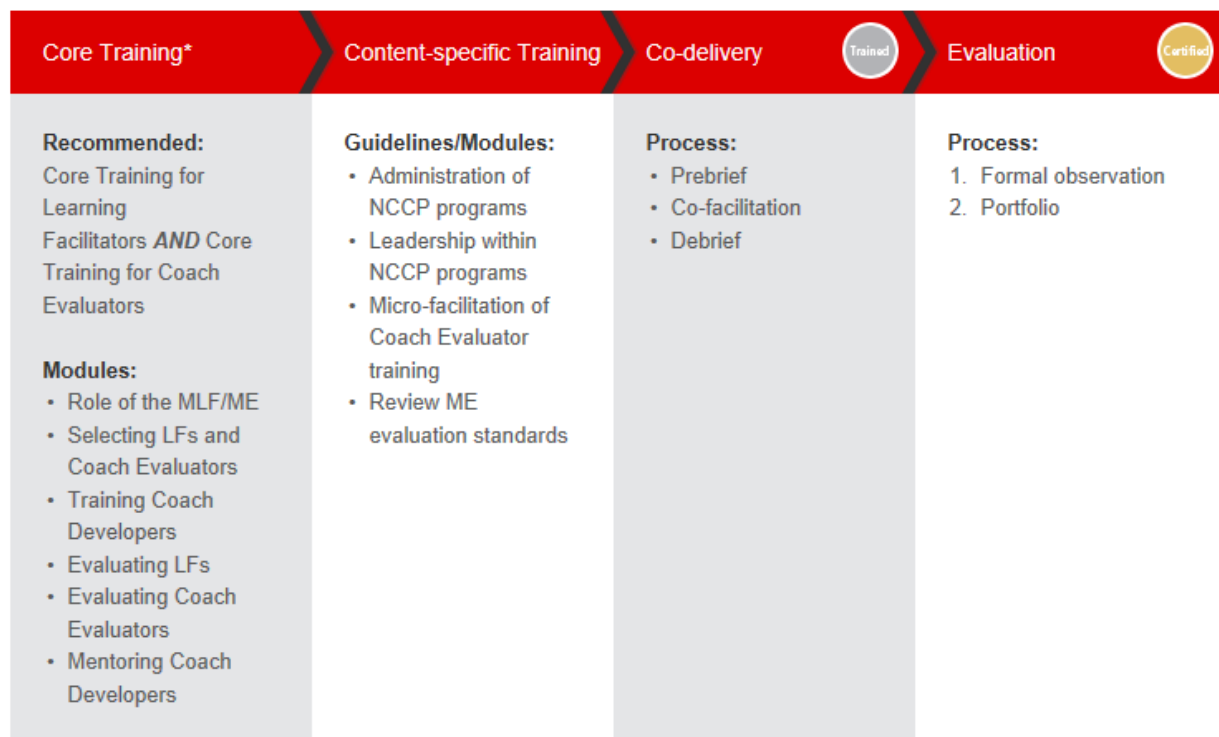 Core Training*
Content-specific Training
Co-delivery
Trained
Evaluation
Certified
Recommended:
Core Training for
Learning
Facilitators AND Core
Training for Coach
Evaluators
Modules:
• Role of the MLF/ME
• Selecting LFs and
Coach Evaluators
• Training Coach
Developers
• Evaluating LFs
• Evaluating Coach
Evaluators
• Mentoring Coach
Developers
Guidelines/Modules:
• Administration of
NCCP programs
• Leadership within
NCCP programs
• Micro-facilitation of
Coach Evaluator
training
• Review ME
evaluation standards
Process:
• Prebrief
• Co-facilitation
• Debrief
Process:
1. Formal observation
2. Portfolio